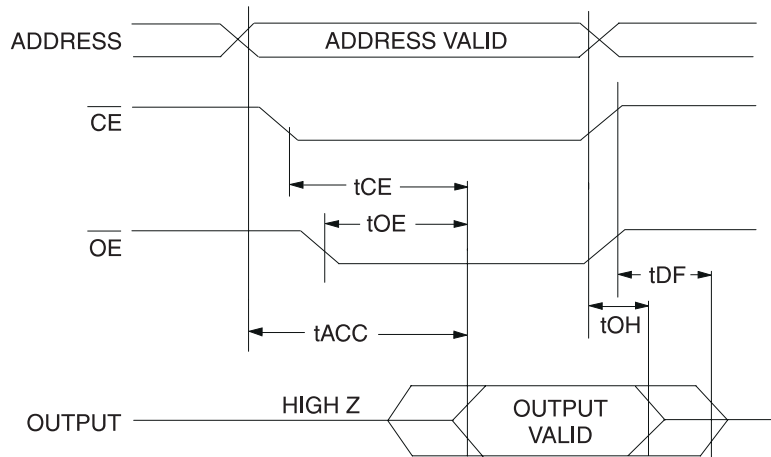 ADDRESS
ADDRESS VALID
CE
tCE
tOE
OE
tDF
tOH
tACC
HIGH Z
OUTPUT
OUTPUT
VALID